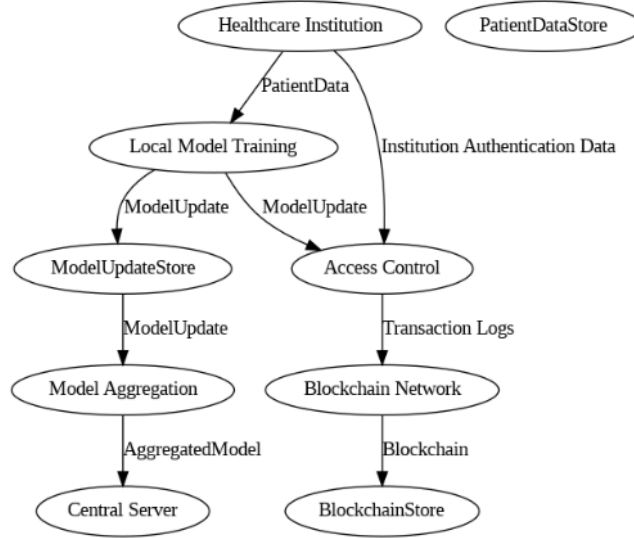 Healthcare Institution
PatientDataStore
PatientData
Local Model Training
Institution Authentication Data
ModelUpdate
ModelUpdate
ModelUpdateStore
Access Control
ModelUpdate
Transaction Logs
Model Aggregation
Blockchain Network
AggregatedModel
Blockchain
Central Server
BlockchainStore